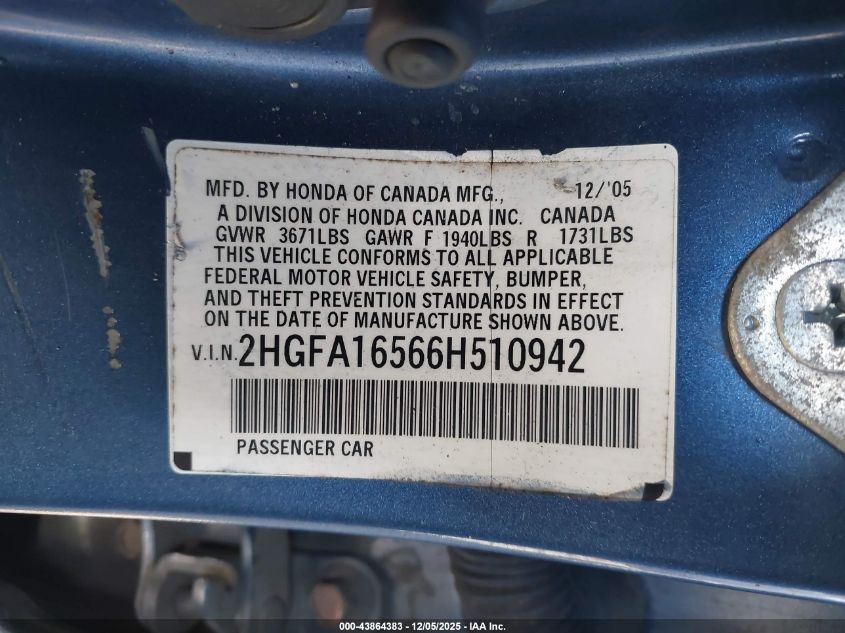 MFD. BY HONDA OF CANADA MFG., 12/'05
A DIVISION OF HONDA CANADA INC. CANADA
GVWR 3671LBS GAWR F 1940LBS R 1731LBS
THIS VEHICLE CONFORMS TO ALL APPLICABLE
FEDERAL MOTOR VEHICLE SAFETY, BUMPER,
AND THEFT PREVENTION STANDARDS IN EFFECT
ON THE DATE OF MANUFACTURE SHOWN ABOVE.
V.I.N. 2HGFA16566H510942
PASSENGER CAR
000-43864383 - 12/05/2025 - IAA Inc.